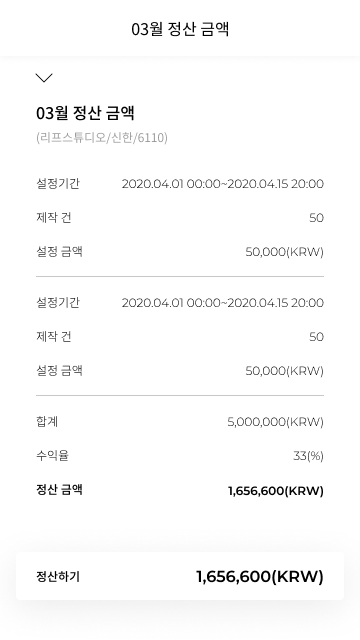 03월 정산 금액
03월 정산 금액
(리프스튜디오/신한/6110)
설정기간 2020.04.01 00:00~2020.04.15 20:00
제작 건 50
설정 금액 50,000(KRW)
설정기간 2020.04.01 00:00~2020.04.15 20:00
제작 건 50
설정 금액 50,000(KRW)
합계 5,000,000(KRW)
수익율 33(%)
정산 금액 1,656,600(KRW)
정산하기 1,656,600(KRW)